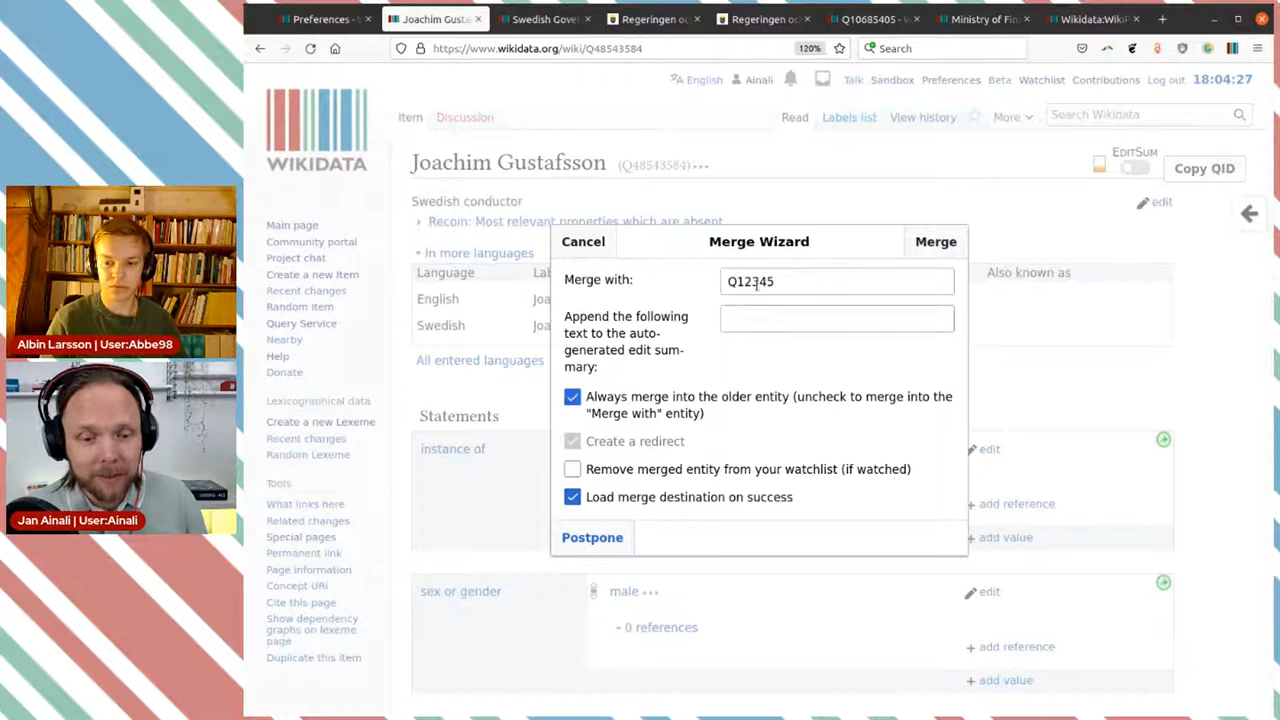 Preferences - W
Joachim Gusta
Swedish Gover
Regeringen oc
Regeringen oc
Q10685405 - W
Ministry of Fin
Wikidata:WikiP
https://www.wikidata.org/wiki/Q48543584
120%
Search
English
Ainali
Talk
Sandbox
Preferences
Beta
Watchlist
Contributions
Log out
18:04:27
WIKIDATA
Item
Discussion
Read
Labels list
View history
More
Search Wikidata
Joachim Gustafsson (Q48543584)
EDITSUM
Copy QID
Swedish conductor
edit
Recoin: Most relevant properties which are absent
In more languages
Language
Lab
Also known as
English
Joa
Swedish
Joa
All entered languages
Main page
Community portal
Project chat
Create a new Item
Recent changes
Random Item
Query Service
Nearby
Help
Donate
Lexicographical data
Create a new Lexeme
Recent changes
Random Lexeme
Tools
What links here
Related changes
Special pages
Permanent link
Page information
Concept URI
Cite this page
Show dependency
graphs on lexeme
page
Duplicate this item
Cancel
Merge Wizard
Merge
Merge with:
Q12345
Append the following
text to the auto-
generated edit sum-
mary:
Always merge into the older entity (uncheck to merge into the
"Merge with" entity)
Create a redirect
Remove merged entity from your watchlist (if watched)
Load merge destination on success
Postpone
Statements
instance of
edit
+ add reference
+ add value
sex or gender
male
edit
0 references
+ add reference
+ add value
Albin Larsson | User:Abbe98
Jan Ainali | User:Ainali